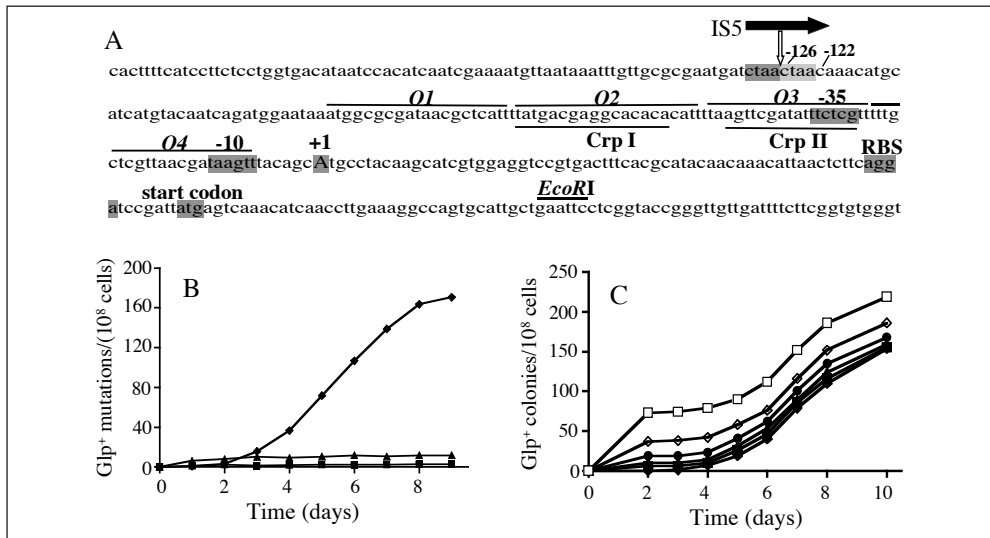 A
IS5
-126
-122
cacttttcatccttctcctggtgacataatccacatcaatcgaaaatgttaataaatttgttgcgcgaatgatctaactaacaaacatgc
O1 O2 O3 -35
atcatgtacaatcagatggaataaatggcgcgataacgctcattttatgacgaggcacacacattttaagttcgatatttctcgtttttg
O4 -10 +1 Crp I Crp II RBS
ctcgttaacgataagtttacagcAtgcctacaagcatcgtggaggtccgtgactttcacgcatacaacaaaacattaactcttcagg
start codon EcoRI
atccgattatgagtcaaacatcaaccttgaaaggccagtgcattgctgaattcctcggtaccgggttgttgattttcttcggtgtgggt
B
Glp+ mutations/(10⁸ cells)
200
160
120
80
40
0
0 2 4 6 8
Time (days)
C
Glp+ colonies/10⁸ cells
250
200
150
100
50
0
0 2 4 6 8 10
Time (days)